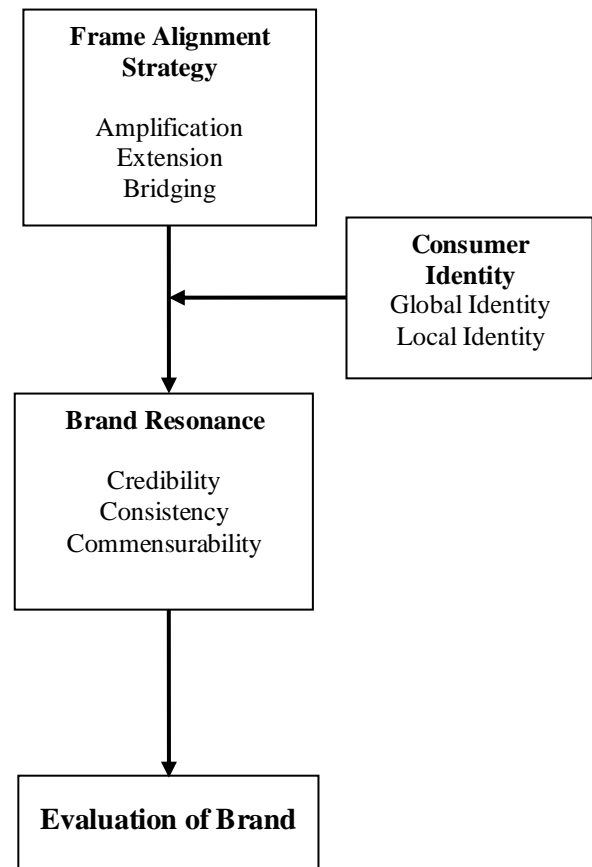 Frame Alignment
Strategy
Amplification
Extension
Bridging
Consumer
Identity
Global Identity
Local Identity
Brand Resonance
Credibility
Consistency
Commensurability
Evaluation of Brand